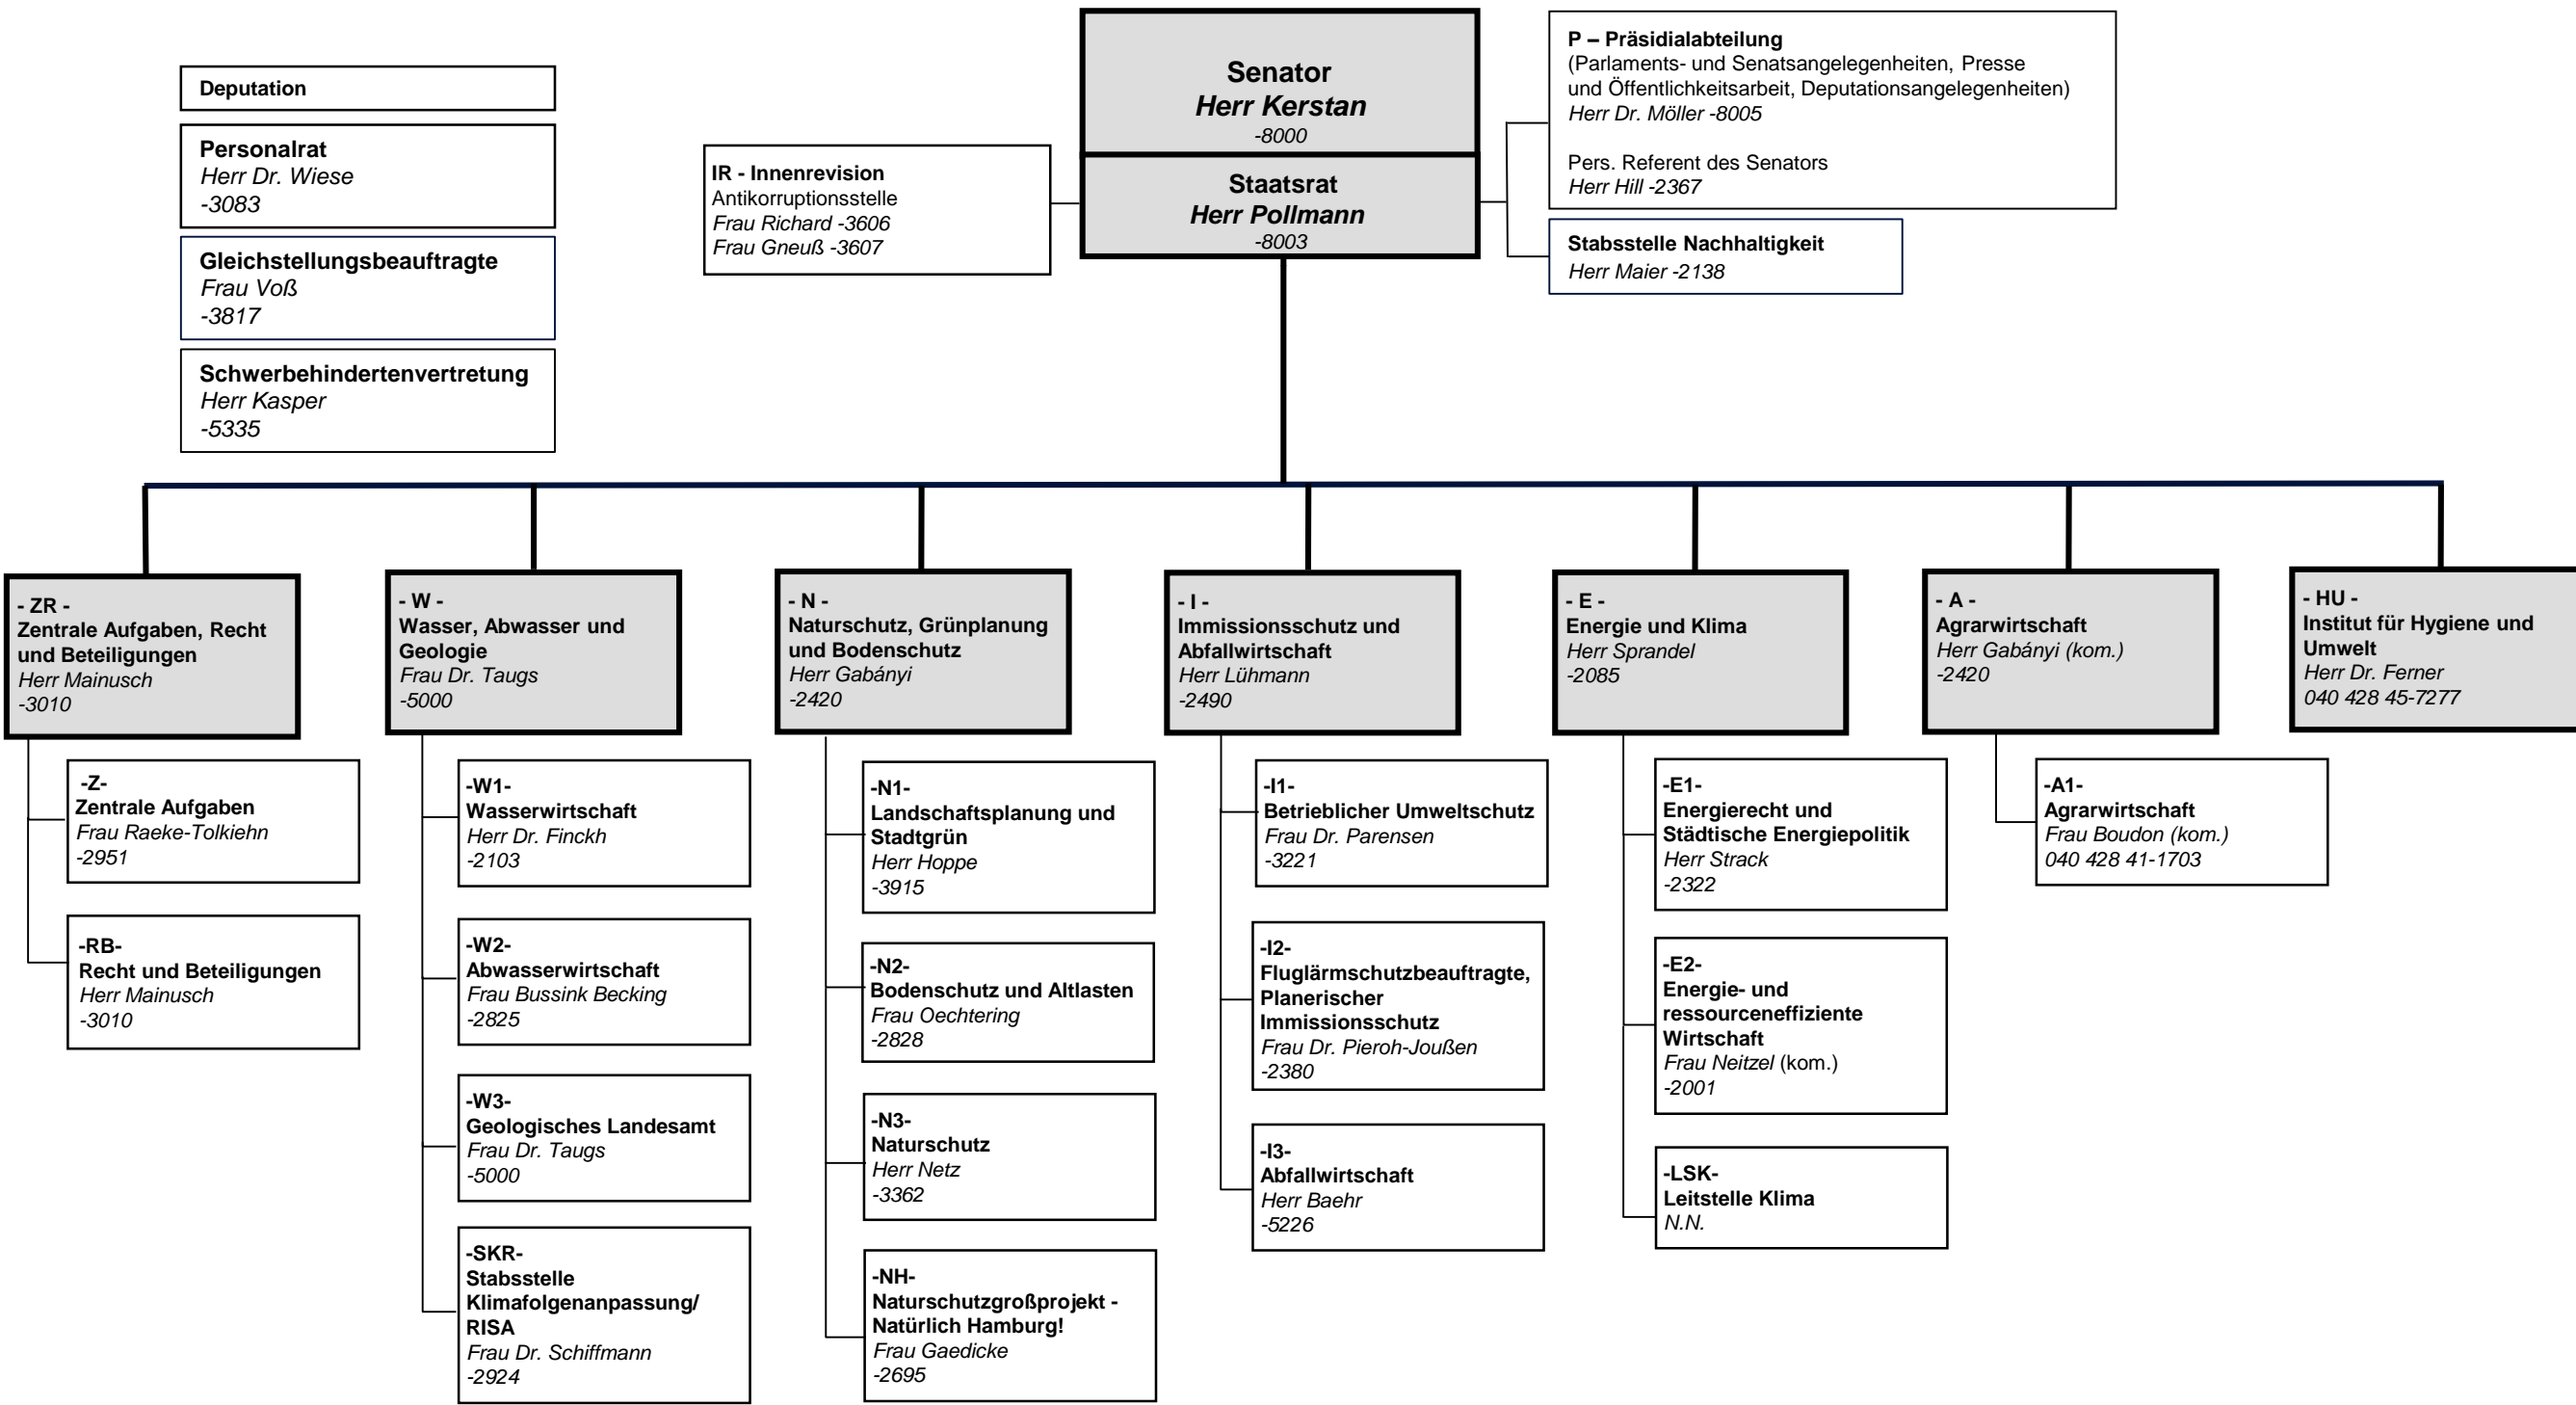 Senator
Herr Kerstan
-8000
Staatsrat
Herr Pollmann
-8003
P – Präsidialabteilung
(Parlaments- und Senatsangelegenheiten, Presse
und Öffentlichkeitsarbeit, Deputationsangelegenheiten)
Herr Dr. Möller -8005
Pers. Referent des Senators
Herr Hill -2367
Stabsstelle Nachhaltigkeit
Herr Maier -2138
IR - Innenrevision
Antikorruptionsstelle
Frau Richard -3606
Frau Gneuß -3607
Deputation
Personalrat
Herr Dr. Wiese
-3083
Gleichstellungsbeauftragte
Frau Voß
-3817
Schwerbehindertenvertretung
Herr Kasper
-5335
- ZR -
Zentrale Aufgaben, Recht
und Beteiligungen
Herr Mainusch
-3010
-Z-
Zentrale Aufgaben
Frau Raeke-Tolkiehn
-2951
-RB-
Recht und Beteiligungen
Herr Mainusch
-3010
- W -
Wasser, Abwasser und
Geologie
Frau Dr. Taugs
-5000
-W1-
Wasserwirtschaft
Herr Dr. Finckh
-2103
-W2-
Abwasserwirtschaft
Frau Bussink Becking
-2825
-W3-
Geologisches Landesamt
Frau Dr. Taugs
-5000
-SKR-
Stabsstelle
Klimafolgenanpassung/
RISA
Frau Dr. Schiffmann
-2924
- N -
Naturschutz, Grünplanung
und Bodenschutz
Herr Gabányi
-2420
-N1-
Landschaftsplanung und
Stadtgrün
Herr Hoppe
-3915
-N2-
Bodenschutz und Altlasten
Frau Oechtering
-2828
-N3-
Naturschutz
Herr Netz
-3362
-NH-
Naturschutzgroßprojekt -
Natürlich Hamburg!
Frau Gaedicke
-2695
- I -
Immissionsschutz und
Abfallwirtschaft
Herr Lühmann
-2490
-I1-
Betrieblicher Umweltschutz
Frau Dr. Parensen
-3221
-I2-
Fluglärmschutzbeauftragte,
Planerischer
Immissionsschutz
Frau Dr. Pieroh-Joußen
-2380
-I3-
Abfallwirtschaft
Herr Baehr
-5226
- E -
Energie und Klima
Herr Sprandel
-2085
-E1-
Energierecht und
Städtische Energiepolitik
Herr Strack
-2322
-E2-
Energie- und
ressourceneffiziente
Wirtschaft
Frau Neitzel (kom.)
-2001
-LSK-
Leitstelle Klima
N.N.
- A -
Agrarwirtschaft
Herr Gabányi (kom.)
-2420
-A1-
Agrarwirtschaft
Frau Boudon (kom.)
040 428 41-1703
- HU -
Institut für Hygiene und
Umwelt
Herr Dr. Ferner
040 428 45-7277